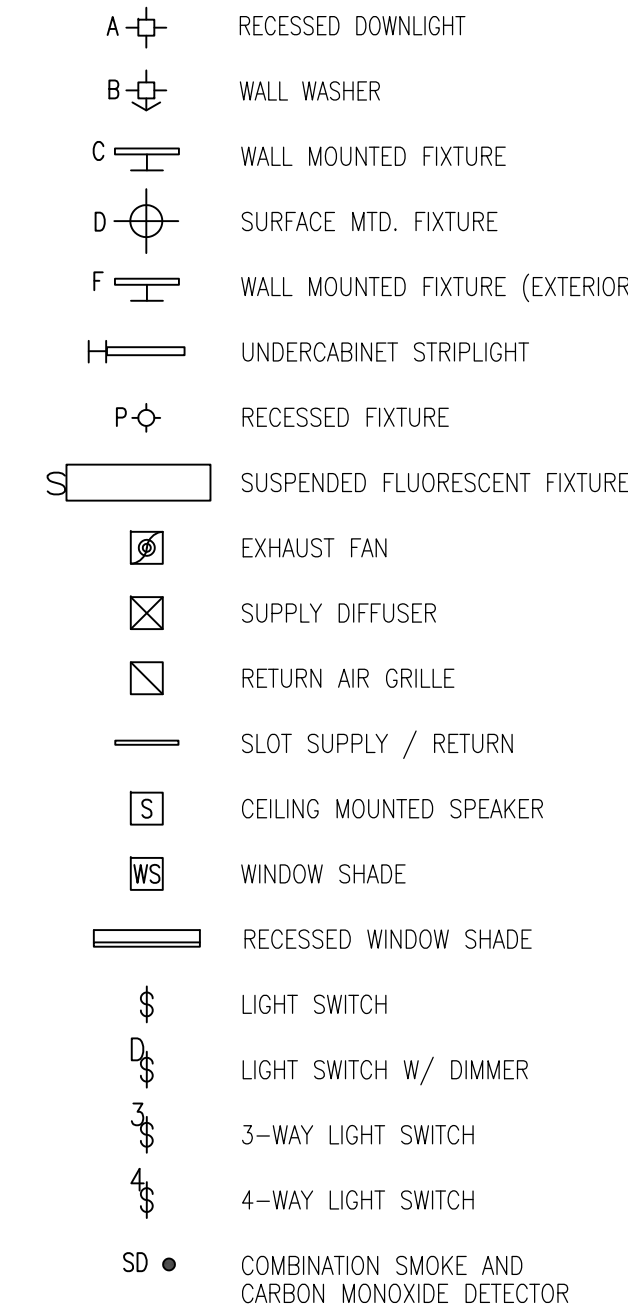 A RECESSED DOWNLIGHT
B WALL WASHER
C WALL MOUNTED FIXTURE
D SURFACE MTD. FIXTURE
F WALL MOUNTED FIXTURE (EXTERIOR
UNDERCABINET STRIPLIGHT
P RECESSED FIXTURE
S SUSPENDED FLUORESCENT FIXTURE
EXHAUST FAN
SUPPLY DIFFUSER
RETURN AIR GRILLE
SLOT SUPPLY / RETURN
S CEILING MOUNTED SPEAKER
WS WINDOW SHADE
RECESSED WINDOW SHADE
$ LIGHT SWITCH
D$ LIGHT SWITCH W/ DIMMER
3$ 3-WAY LIGHT SWITCH
4$ 4-WAY LIGHT SWITCH
SD COMBINATION SMOKE AND
CARBON MONOXIDE DETECTOR